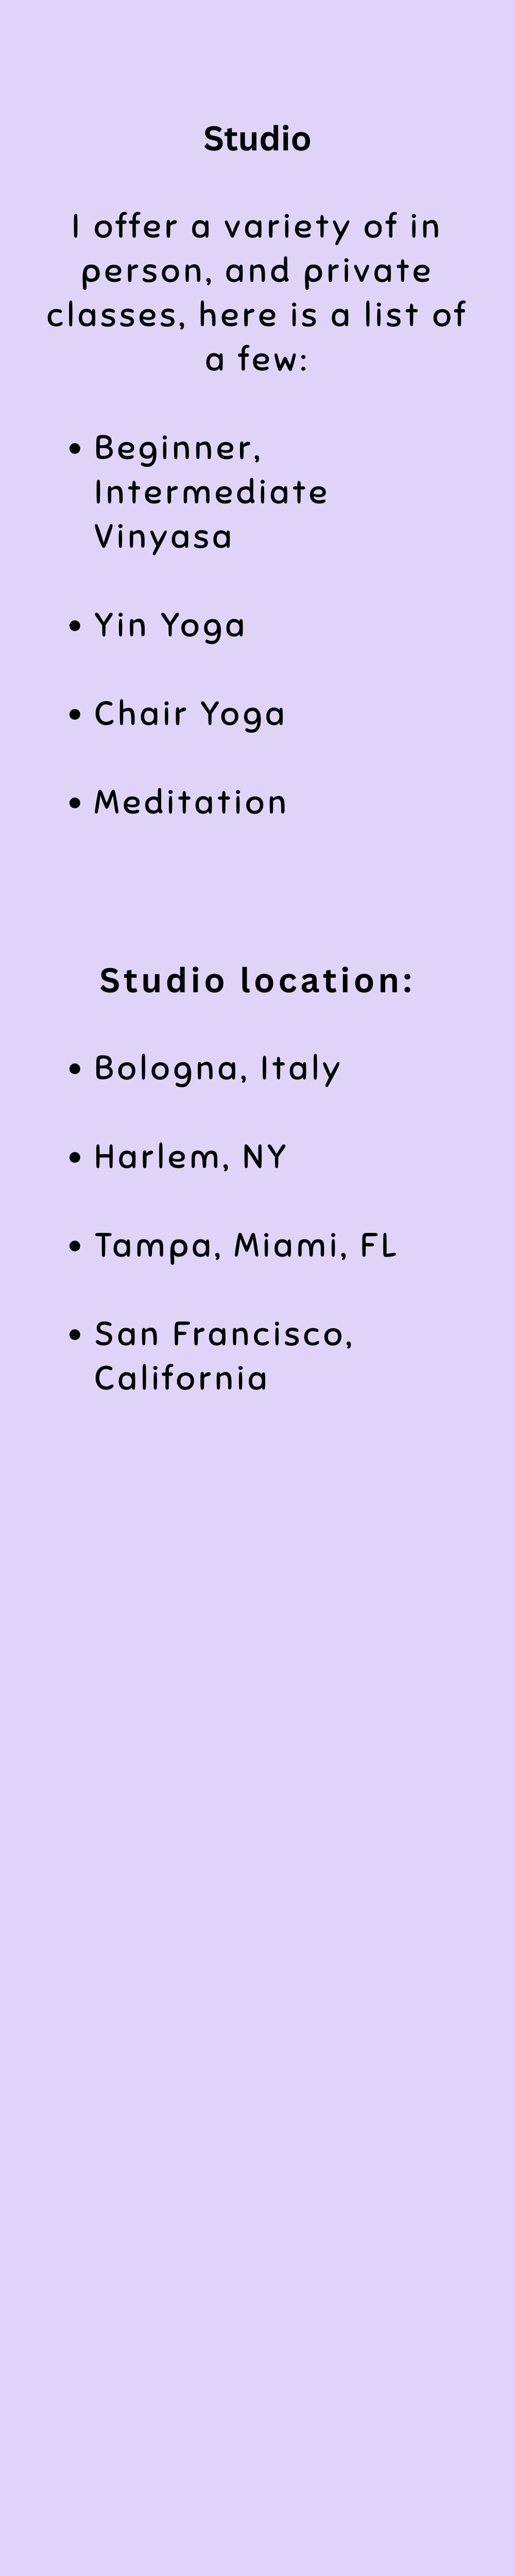 Studio
I offer a variety of in
person, and private
classes, here is a list of
a few:
• Beginner,
Intermediate
Vinyasa
• Yin Yoga
• Chair Yoga
• Meditation
Studio location:
• Bologna, Italy
• Harlem, NY
• Tampa, Miami, FL
• San Francisco,
California